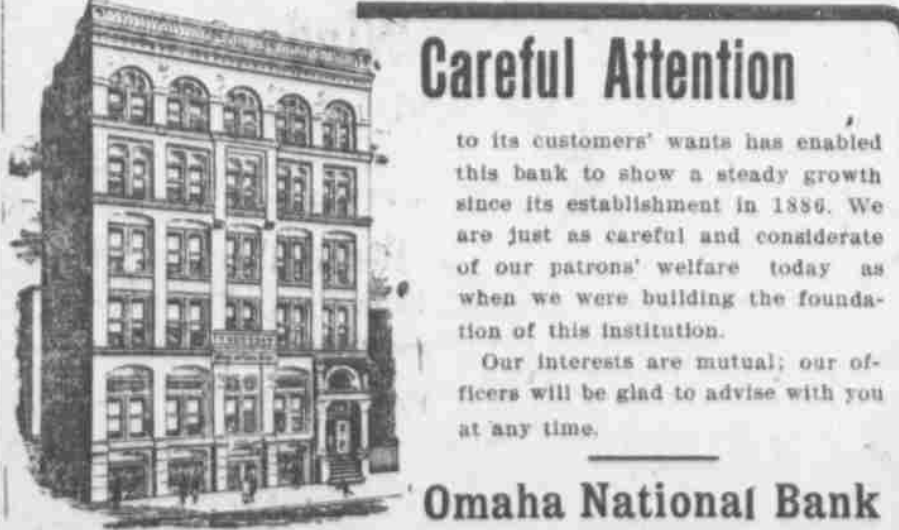 Careful Attention
to its customers' wants has enabled
this bank to show a steady growth
since its establishment in 1886. We
are just as careful and considerate
of our patrons' welfare today as
when we were building the founda-
tion of this institution.
Our interests are mutual; our of-
ficers will be glad to advise with you
at any time.
Omaha National Bank